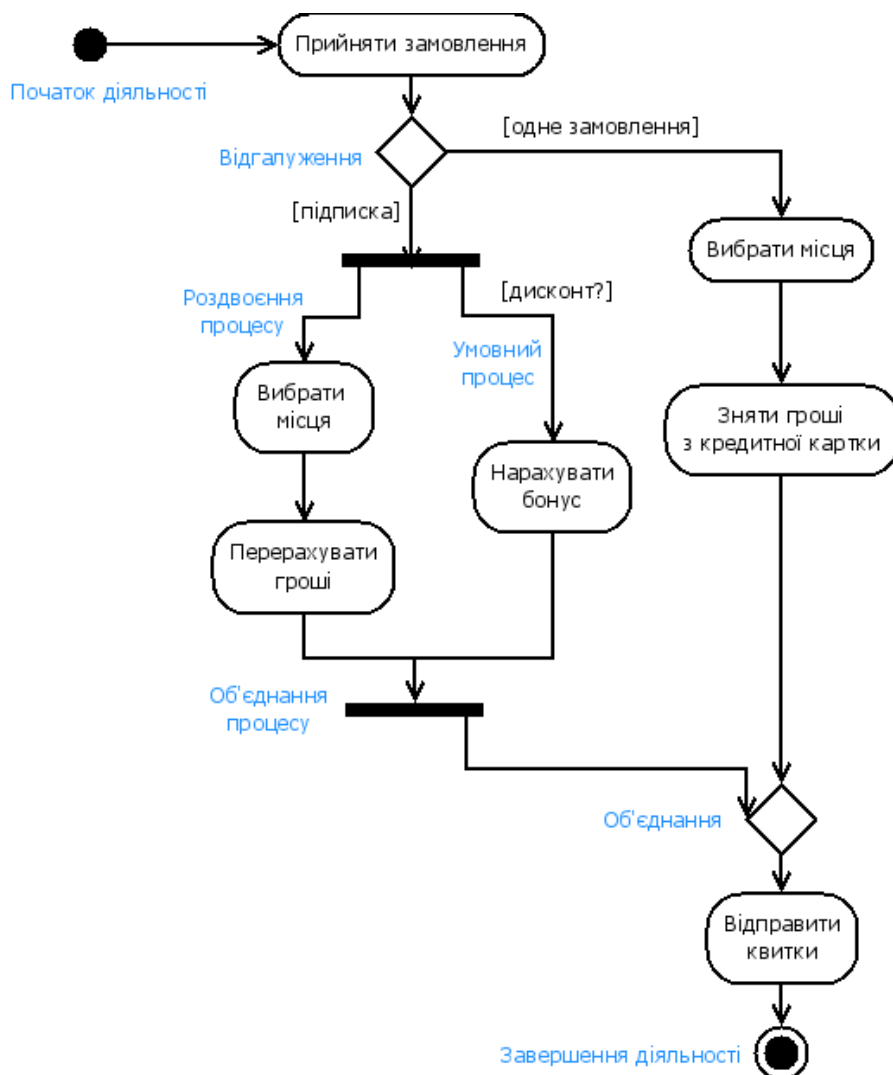 Прийняти замовлення
Початок діяльності
[одне замовлення]
Відгалуження
[підписка]
Вибрати місця
Роздвоєння
процесу
[дисконт?]
Умовний
процес
Вибрати
місця
Зняти гроші
з кредитної картки
Нарахувати
бонус
Перерахувати
гроші
Об'єднання
процесу
Об'єднання
Відправити
квитки
Завершення діяльності